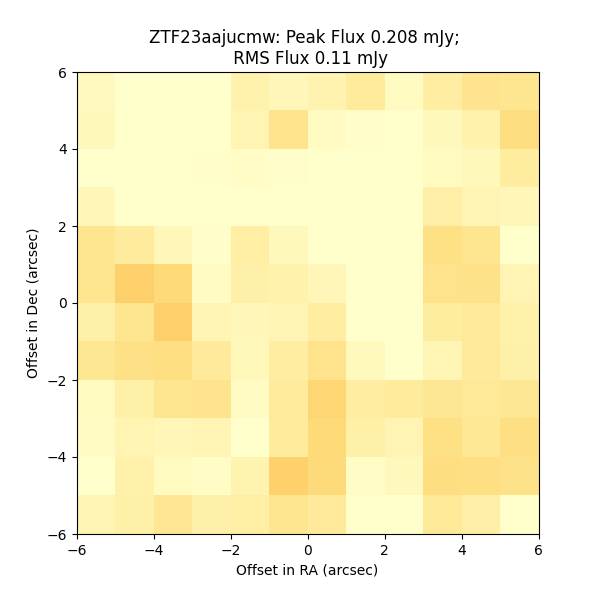 ZTF23aajucmw: Peak Flux 0.208 mJy;
RMS Flux 0.11 mJy
6
4
2
0
−2
−4
−6
Offset in Dec (arcsec)
−6 −4 −2 0 2 4 6
Offset in RA (arcsec)